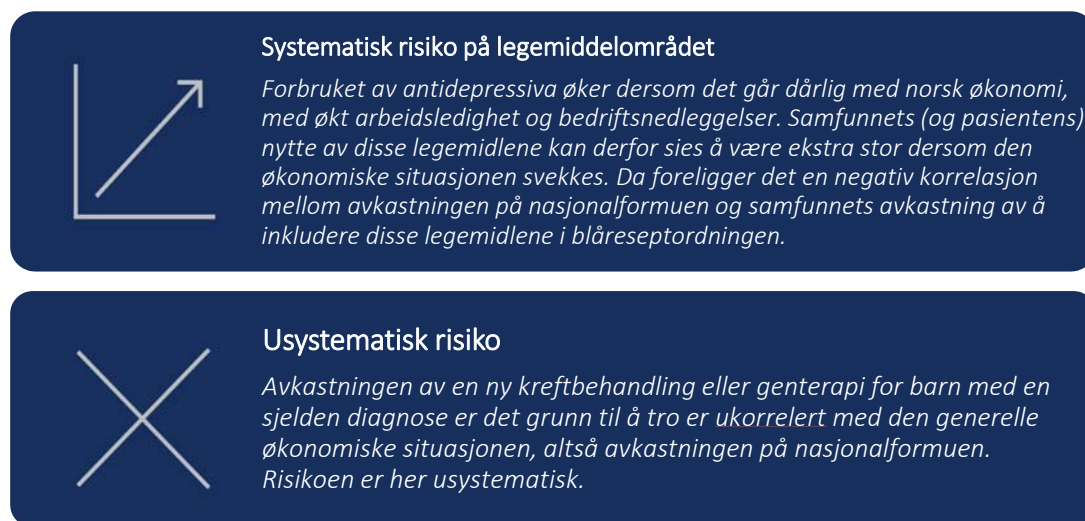 Systematisk risiko på legemiddelområdet
Forbruket av antidepressiva øker dersom det går dårlig med norsk økonomi,
med økt arbeidsledighet og bedriftsnedleggelser. Samfunnets (og pasientens)
nytte av disse legemidlene kan derfor sies å være ekstra stor dersom den
økonomiske situasjonen svekkes. Da foreligger det en negativ korrelasjon
mellom avkastningen på nasjonalformuen og samfunnets avkastning av å
inkludere disse legemidlene i blåreseptordningen.
Usystematisk risiko
Avkastningen av en ny kreftbehandling eller genterapi for barn med en
sjelden diagnose er det grunn til å tro er ukorrelert med den generelle
økonomiske situasjonen, altså avkastningen på nasjonalformuen.
Risikoen er her usystematisk.